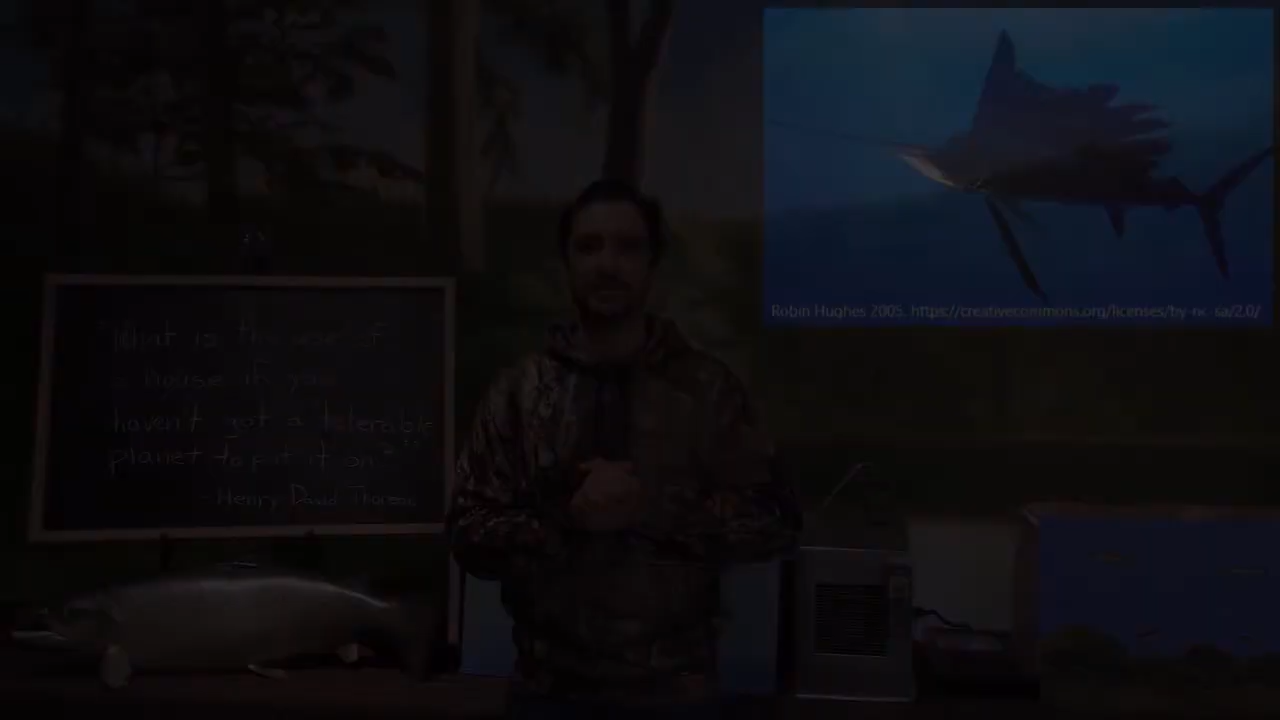 "What is the use of
a house if you
haven't got a tolerable
planet to put it on?"
- Henry David Thoreau
Robin Hughes 2005. https://creativecommons.org/licenses/by-nc-sa/2.0/